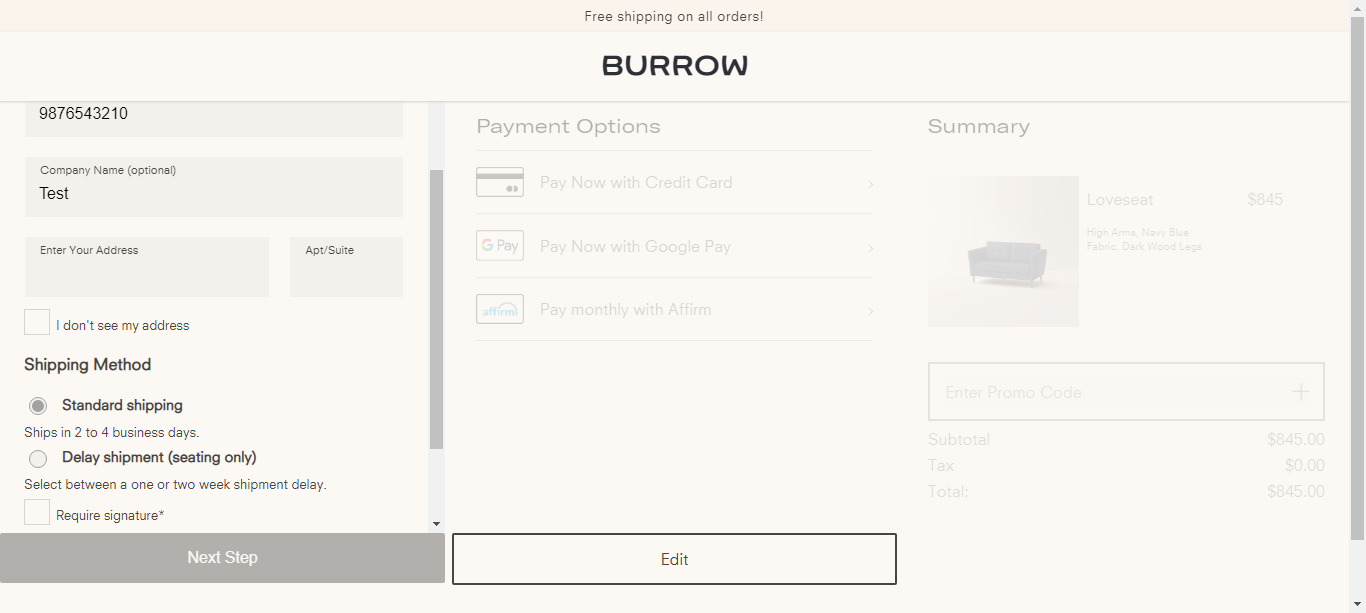 Free shipping on all orders!
BURROW
9876543210
Company Name (optional)
Test
Enter Your Address
Apt/Suite
I don't see my address
Shipping Method
Standard shipping
Ships in 2 to 4 business days.
Delay shipment (seating only)
Select between a one or two week shipment delay.
Require signature*
Next Step
Payment Options
Pay Now with Credit Card
G Pay
Pay Now with Google Pay
affirm
Pay monthly with Affirm
Edit
Summary
Loveseat $845
High Arms, Navy Blue
Fabric, Dark Wood Legs
Enter Promo Code
Subtotal $845.00
Tax $0.00
Total: $845.00